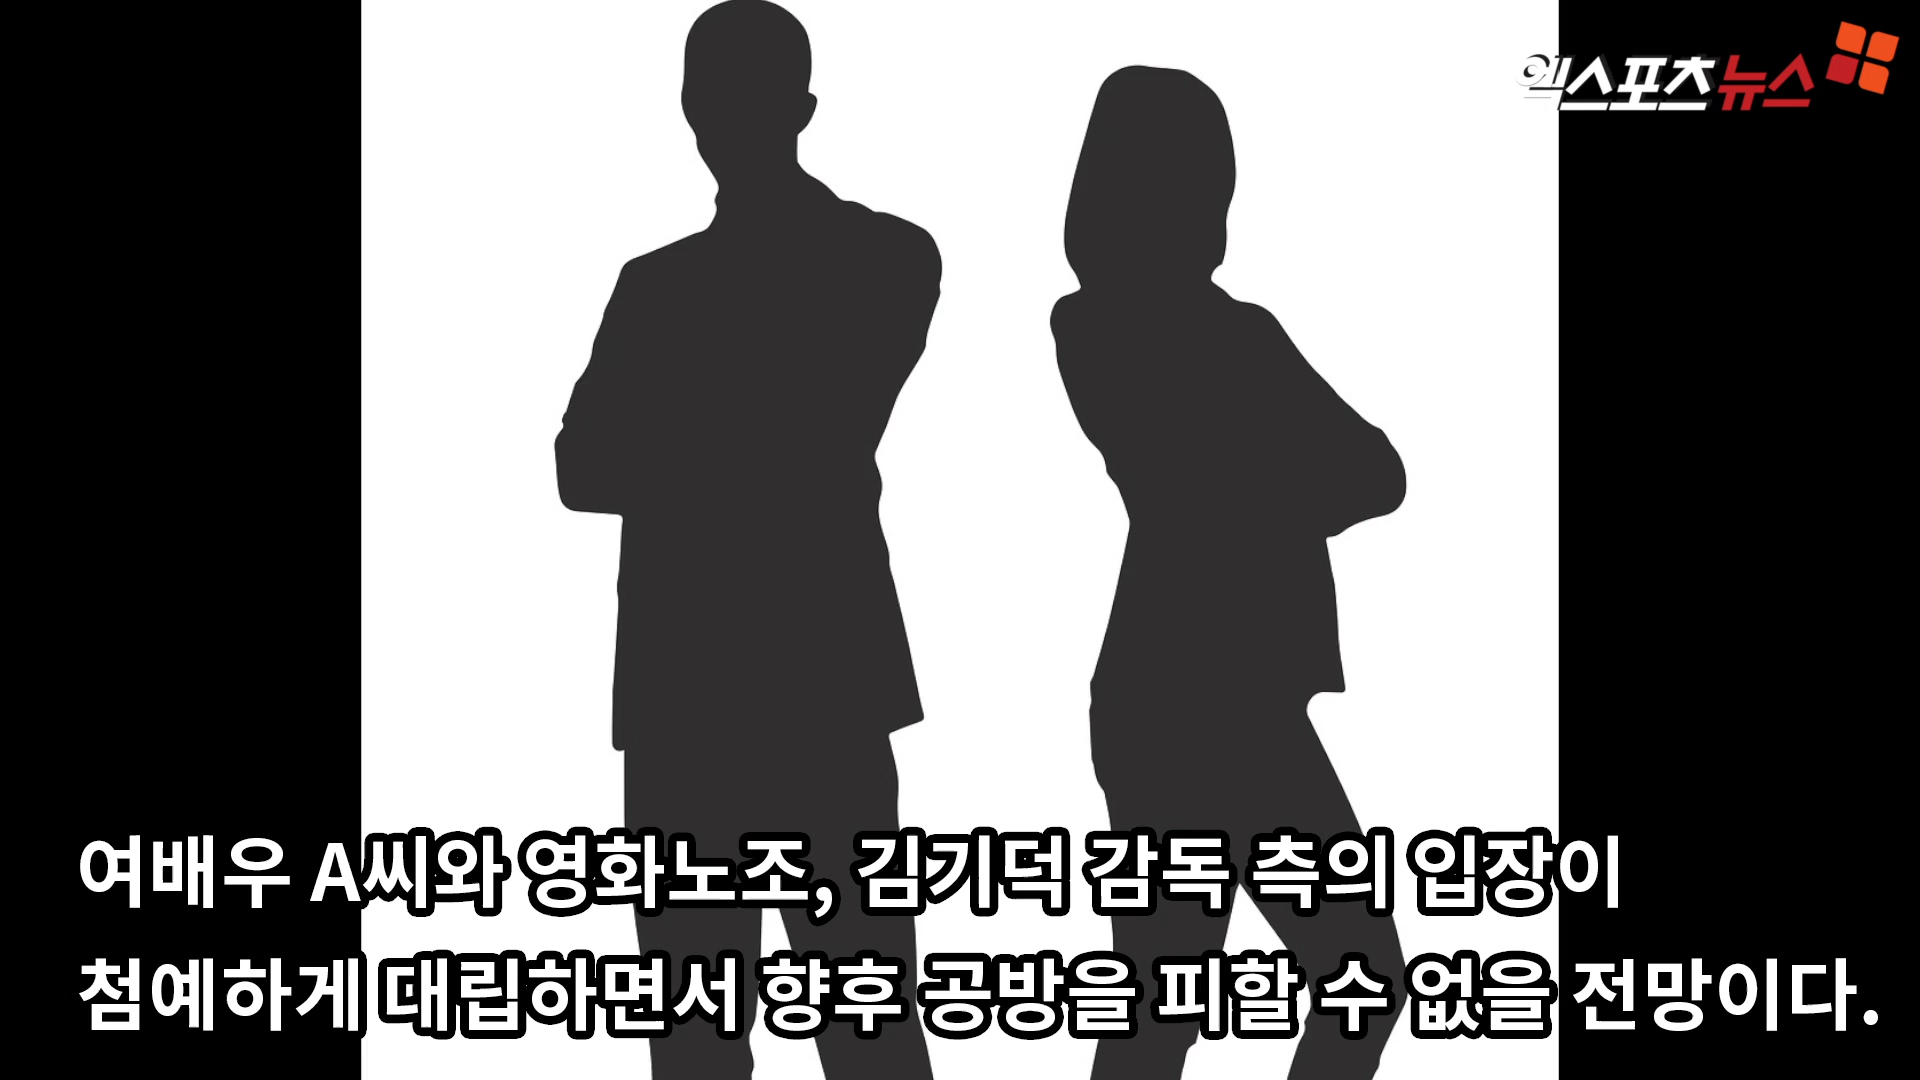 엑스포츠뉴스
여배우 A씨와 영화노조, 김기덕 감독 측의 입장이
첨예하게 대립하면서 향후 공방을 피할 수 없을 전망이다.